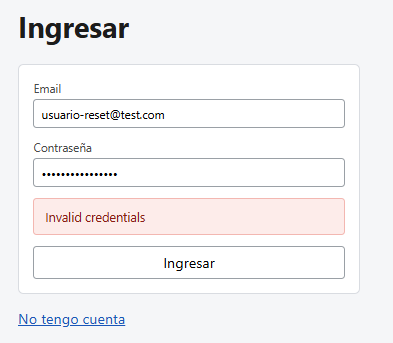 Ingresar
Email
usuario-reset@test.com
Contraseña
••••••••••••••••
Invalid credentials
Ingresar
No tengo cuenta